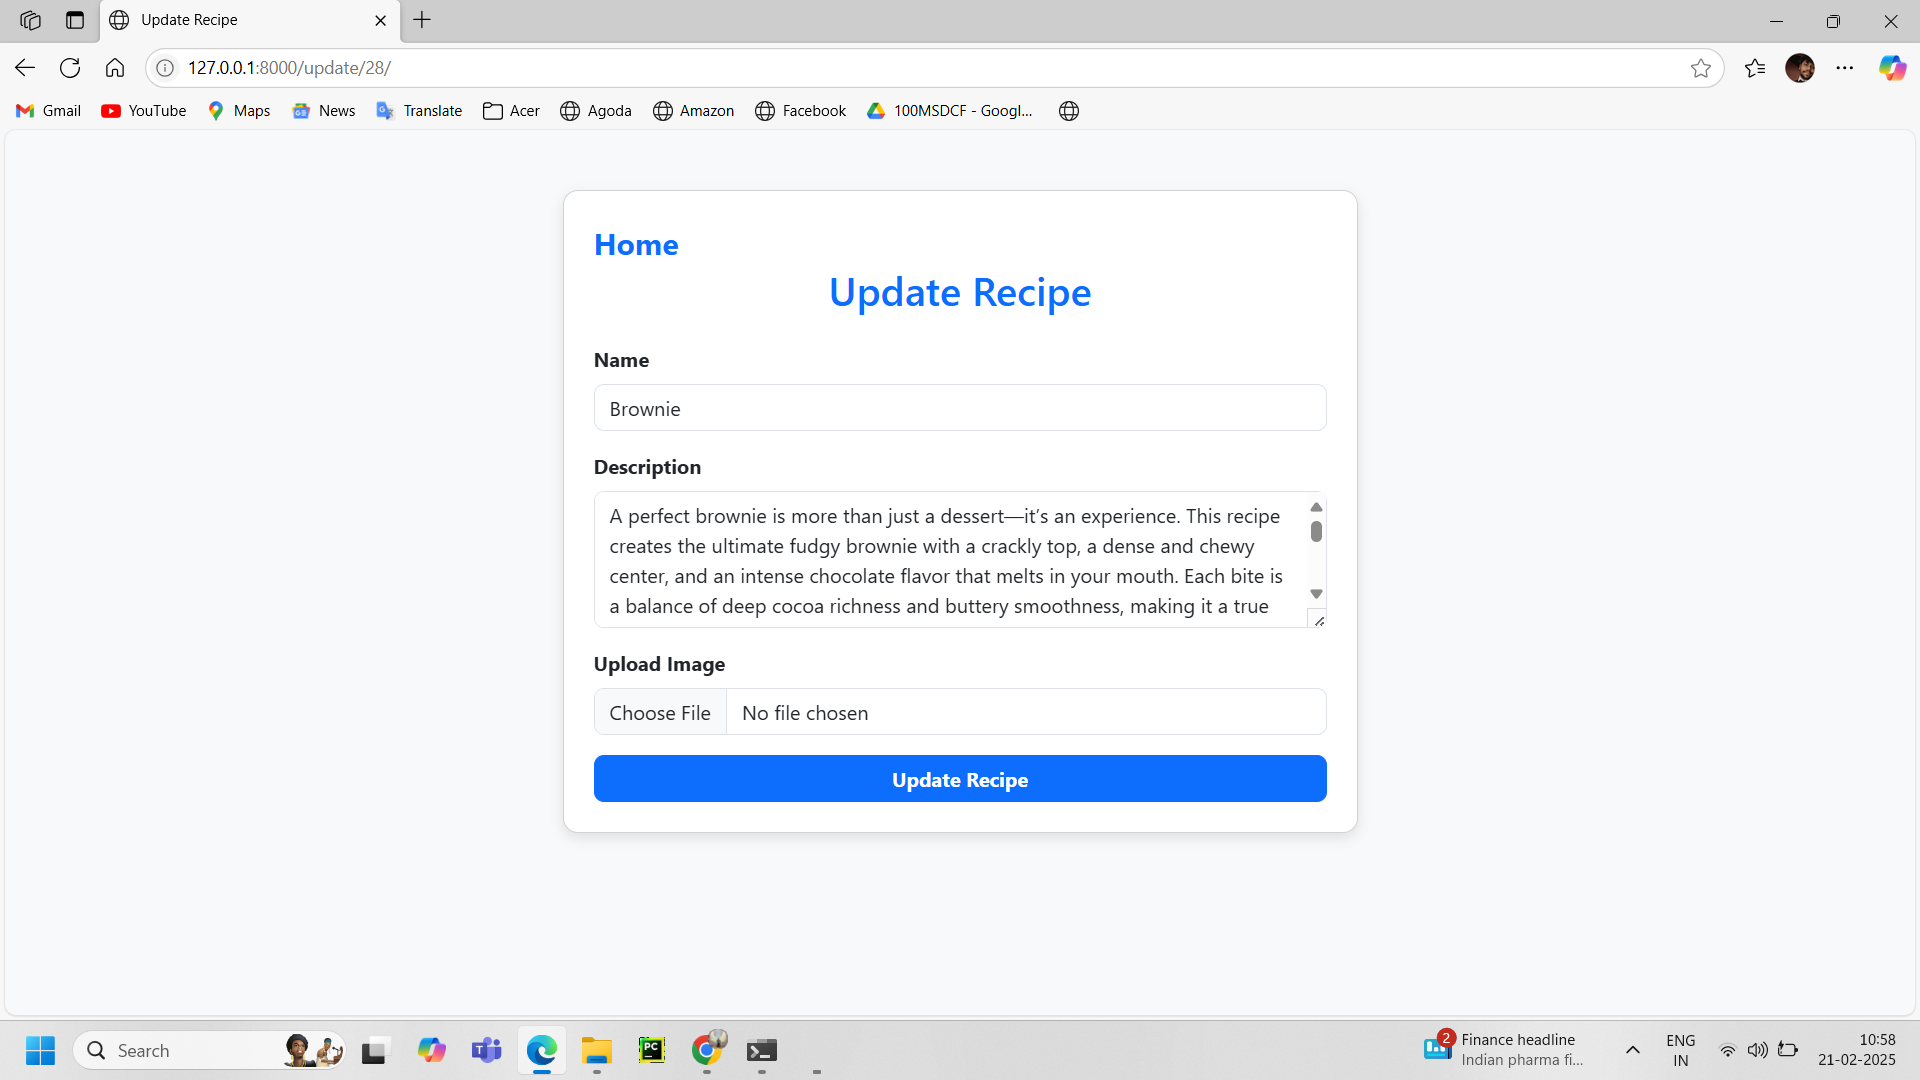 Update Recipe
127.0.0.1:8000/update/28/
Gmail
YouTube
Maps
News
Translate
Acer
Agoda
Amazon
Facebook
100MSDCF - Googl...
Home
Update Recipe
Name
Brownie
Description
A perfect brownie is more than just a dessert—it’s an experience. This recipe
creates the ultimate fudgy brownie with a crackly top, a dense and chewy
center, and an intense chocolate flavor that melts in your mouth. Each bite is
a balance of deep cocoa richness and buttery smoothness, making it a true
Upload Image
Choose File
No file chosen
Update Recipe
Search
PC
2
Finance headline
Indian pharma fi...
ENG
IN
10:58
21-02-2025